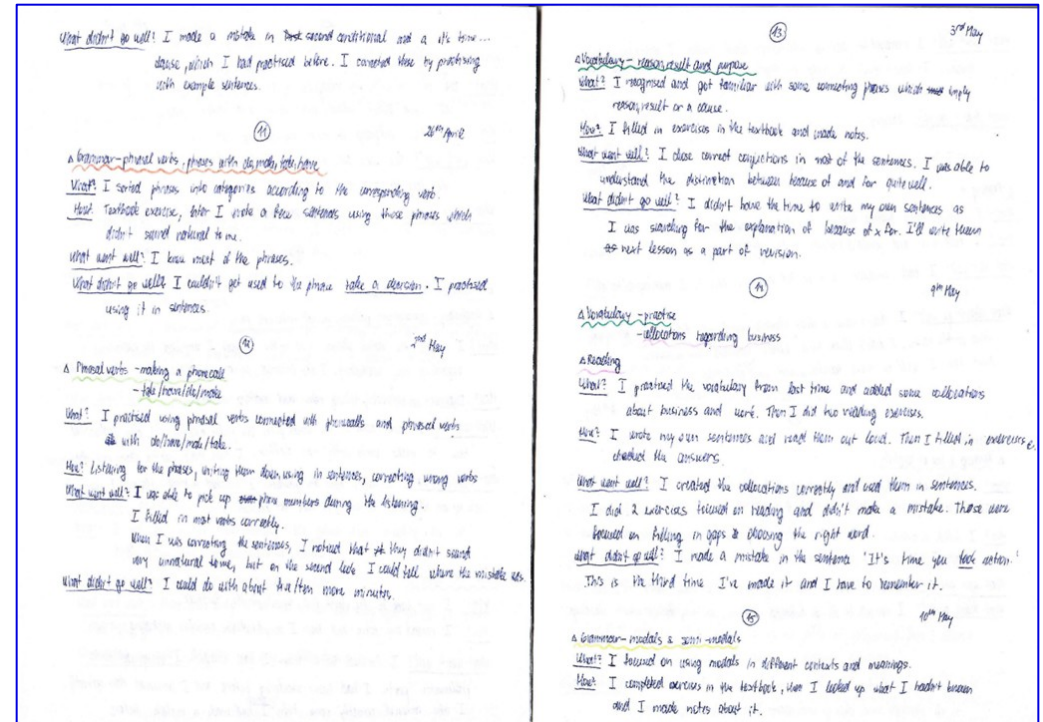 What didn't go well? I made a mistake in second conditional and a it's time...
clause, which I had practised before. I corrected these by practising
with example sentences.
11 26th April
Grammar - phrasal verbs, phrases with do, make, take, have
What? I sorted phrases into categories according to the corresponding verb.
How? Textbook exercise, later I wrote a few sentences using those phrases which
didn't sound natural to me.
What went well? I knew most of the phrases.
What didn't go well? I couldn't get used to the phrase take a decision. I practised
using it in sentences.
12 2nd May
Phrasal verbs - making a phonecall
- take/have/do/make
What? I practised using phrasal verbs connected with phonecalls and phrasal verbs
with do/have/make/take.
How? Listening for the phrases, writing them down, using in sentences, correcting wrong verbs
What went well? I was able to pick up phone numbers during the listening.
I filled in most verbs correctly.
When I was correcting the sentences, I noticed that they didn't sound
very unnatural to me, but on the second look I could tell where the mistake was.
What didn't go well? I could do with about ten more minutes.
13 3rd May
Vocabulary - reason, result and purpose
What? I recognised and got familiar with some connecting phrases which imply
reason, result or a cause.
How? I filled in exercises in the textbook and made notes.
What went well? I chose correct conjuctions in most of the sentences. I was able to
understand the distinction between because of and for quite well.
What didn't go well? I didn't have the time to write my own sentences as
I was searching for the explanation of because of x for. I'll write them
next lesson as a part of revision.
14 9th May
Vocabulary - practise
- collocations regarding business
Reading
What? I practised the vocabulary from last time and added some collocations
about business and work. Then I did two reading exercises.
How? I wrote my own sentences and read them out loud. Then I filled in exercises &
checked the answers.
What went well? I created the collocations correctly and used them in sentences.
I did 2 exercises focused on reading and didn't make a mistake. These were
focused on filling in gaps & choosing the right word.
What didn't go well? I made a mistake in the sentence "It's time you took action."
This is the third time I've made it and I have to remember it.
15 10th May
Grammar - modals & semi-modals
What? I focused on using modals in different contexts and meanings.
How? I completed exercises in the textbook, then I looked up what I hadn't known
and I made notes about it.